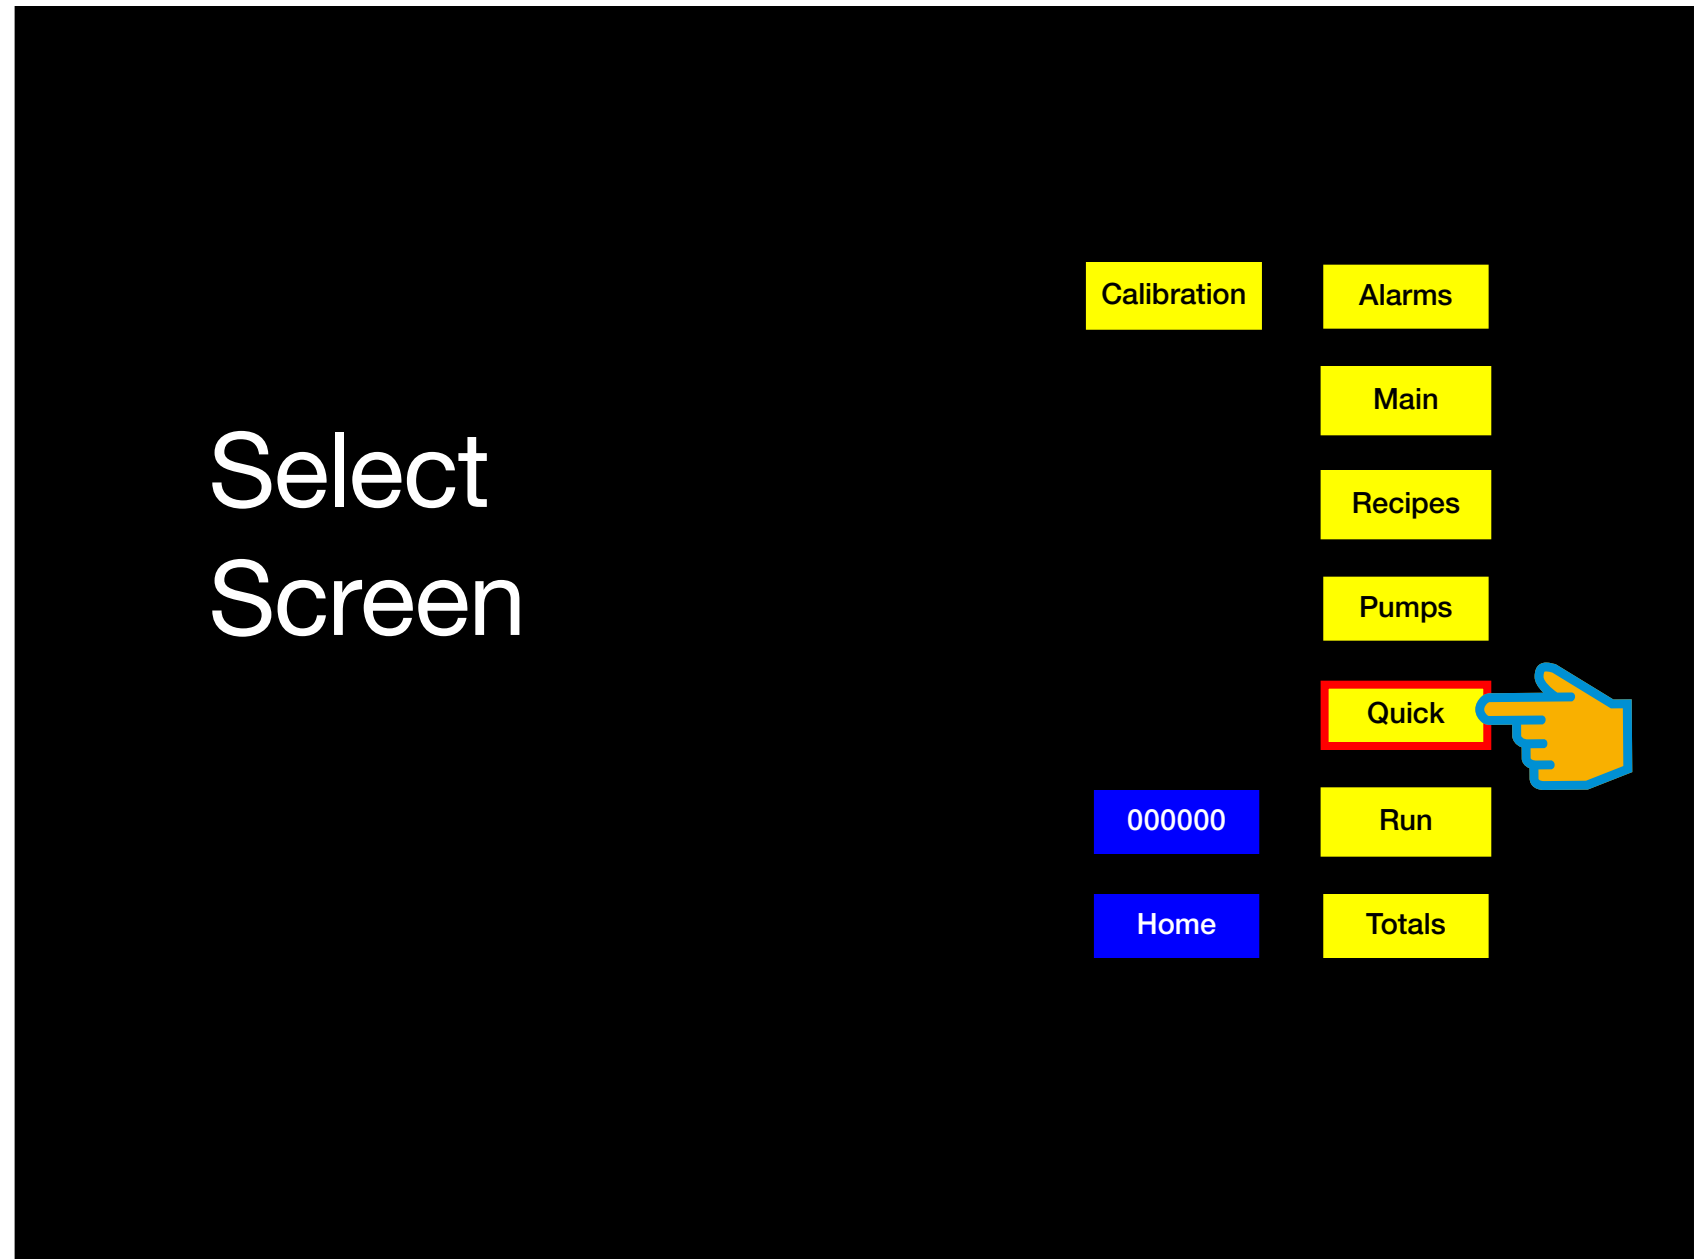 Select
Screen
Calibration
Alarms
Main
Recipes
Pumps
Quick
000000
Run
Home
Totals